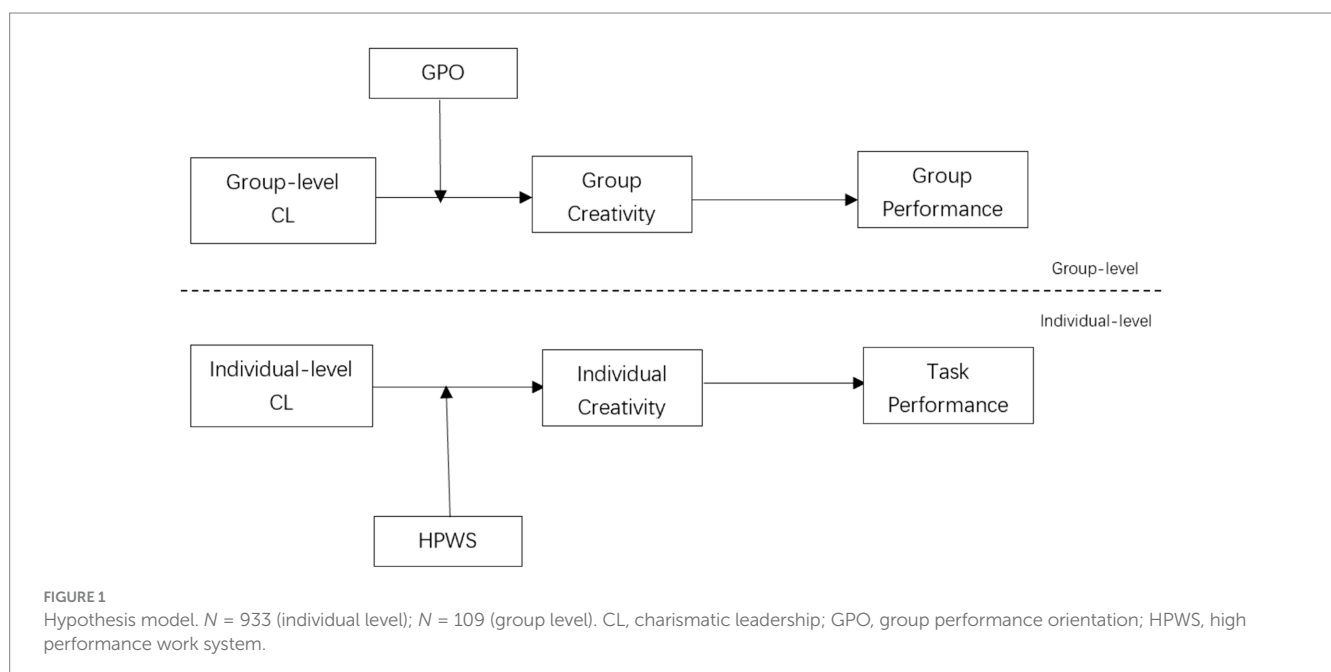 GPO
Group-level
CL
Group
Creativity
Group
Performance
Group-level
Individual-level
Individual-level
CL
Individual
Creativity
Task
Performance
HPWS
FIGURE 1
Hypothesis model. N = 933 (individual level); N = 109 (group level). CL, charismatic leadership; GPO, group performance orientation; HPWS, high
performance work system.